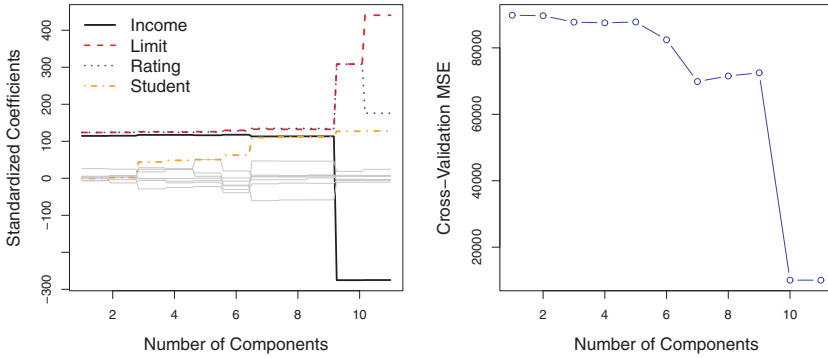 Standardized Coefficients
400
300
200
100
0
-100
-300
Income
Limit
Rating
Student
2 4 6 8 10
Number of Components
Cross-Validation MSE
80000
60000
40000
20000
2 4 6 8 10
Number of Components